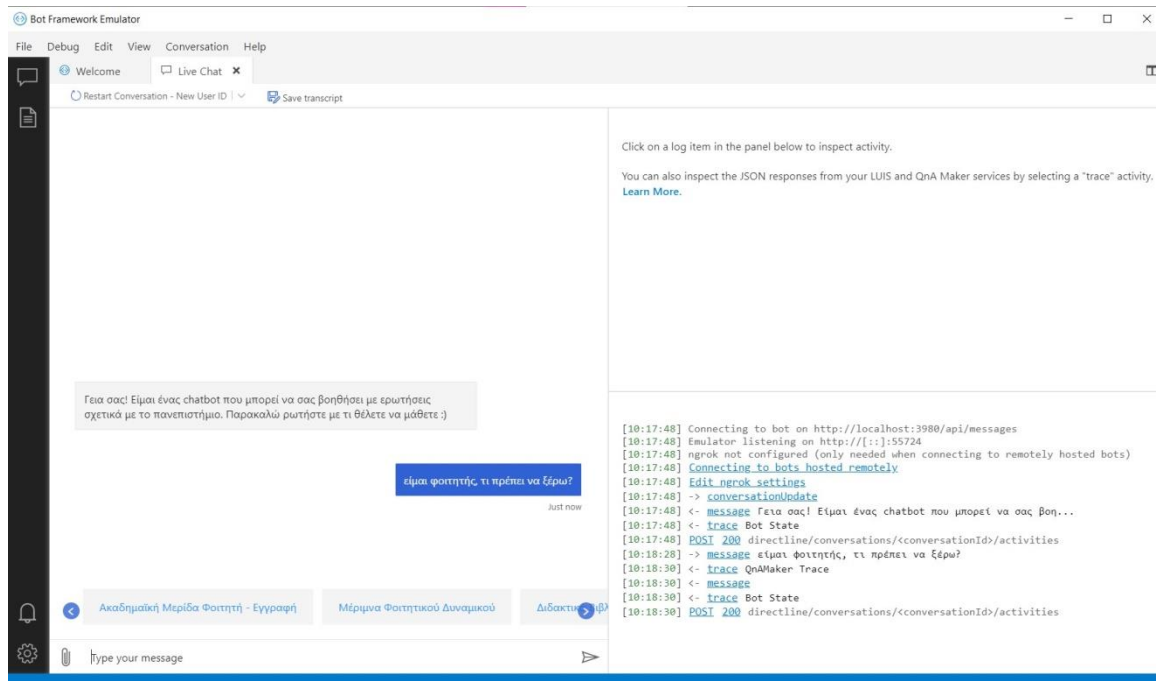 Bot Framework Emulator
File Debug Edit View Conversation Help
Welcome
Live Chat
Restart Conversation - New User ID
Save transcript
Γεια σας! Είμαι ένας chatbot που μπορεί να σας βοηθήσει με ερωτήσεις
σχετικά με το πανεπιστήμιο. Παρακαλώ ρωτήστε με τι θέλετε να μάθετε :)
είμαι φοιτητής, τι πρέπει να ξέρω?
Just now
Ακαδημαϊκή Μερίδα Φοιτητή - Εγγραφή
Μέριμνα Φοιτητικού Δυναμικού
Type your message
Click on a log item in the panel below to inspect activity.
You can also inspect the JSON responses from your LUIS and QnA Maker services by selecting a "trace" activity.
Learn More.
[10:17:48] Connecting to bot on http://localhost:3980/api/messages
[10:17:48] Emulator listening on http://[::]:55724
[10:17:48] ngrok not configured (only needed when connecting to remotely hosted bots)
[10:17:48] Connecting to bots hosted remotely
[10:17:48] Edit ngrok settings
[10:17:48] -> conversationUpdate
[10:17:48] <- message Γεια σας! Είμαι ένας chatbot που μπορεί να σας βοη...
[10:17:48] <- trace Bot State
[10:17:48] POST 200 directline/conversations/<conversationId>/activities
[10:18:28] -> message είμαι φοιτητής, τι πρέπει να ξέρω?
[10:18:30] <- trace QnAMaker Trace
[10:18:30] <- message
[10:18:30] <- trace Bot State
[10:18:30] POST 200 directline/conversations/<conversationId>/activities